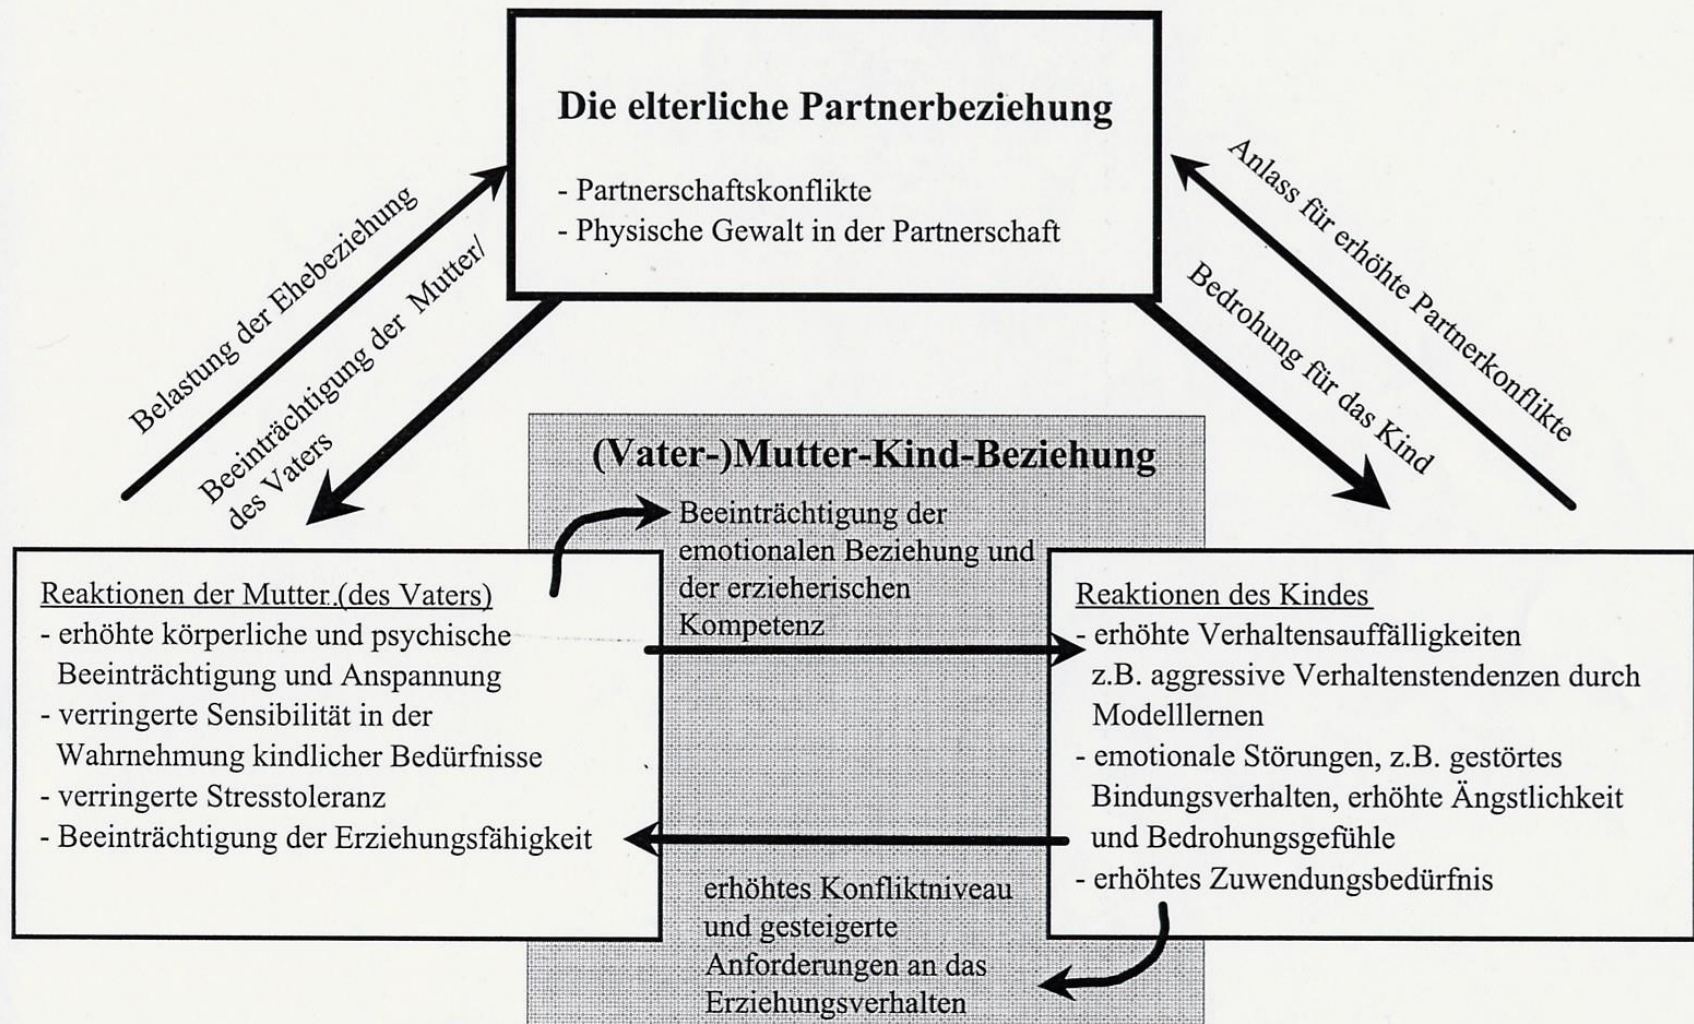 Die elterliche Partnerbeziehung
- Partnerschaftskonflikte
- Physische Gewalt in der Partnerschaft
Belastung der Ehebeziehung
Beeinträchtigung der Mutter/
des Vaters
Anlass für erhöhte Partnerkonflikte
Bedrohung für das Kind
(Vater-)Mutter-Kind-Beziehung
Beeinträchtigung der
emotionalen Beziehung und
der erzieherischen
Kompetenz
Reaktionen der Mutter.(des Vaters)
- erhöhte körperliche und psychische
Beeinträchtigung und Anspannung
- verringerte Sensibilität in der
Wahrnehmung kindlicher Bedürfnisse
- verringerte Stresstoleranz
- Beeinträchtigung der Erziehungsfähigkeit
Reaktionen des Kindes
- erhöhte Verhaltensauffälligkeiten
z.B. aggressive Verhaltenstendenzen durch
Modelllernen
- emotionale Störungen, z.B. gestörtes
Bindungsverhalten, erhöhte Ängstlichkeit
und Bedrohungsgefühle
- erhöhtes Zuwendungsbedürfnis
erhöhtes Konfliktniveau
und gesteigerte
Anforderungen an das
Erziehungsverhalten